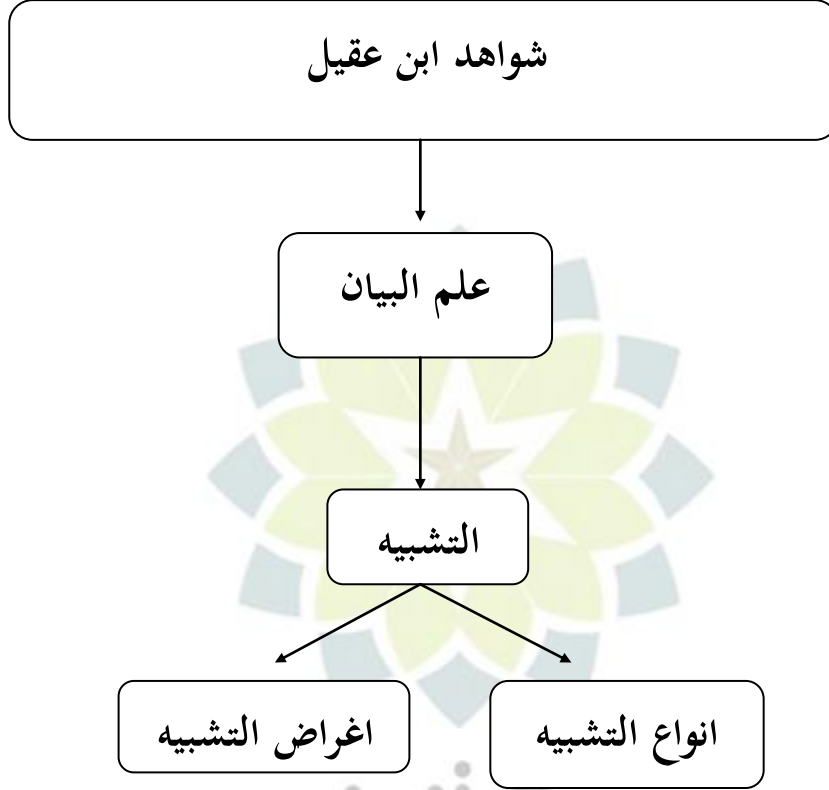 شواهد ابن عقيل
علم البيان
التشبيه
انواع التشبيه
اغراض التشبيه